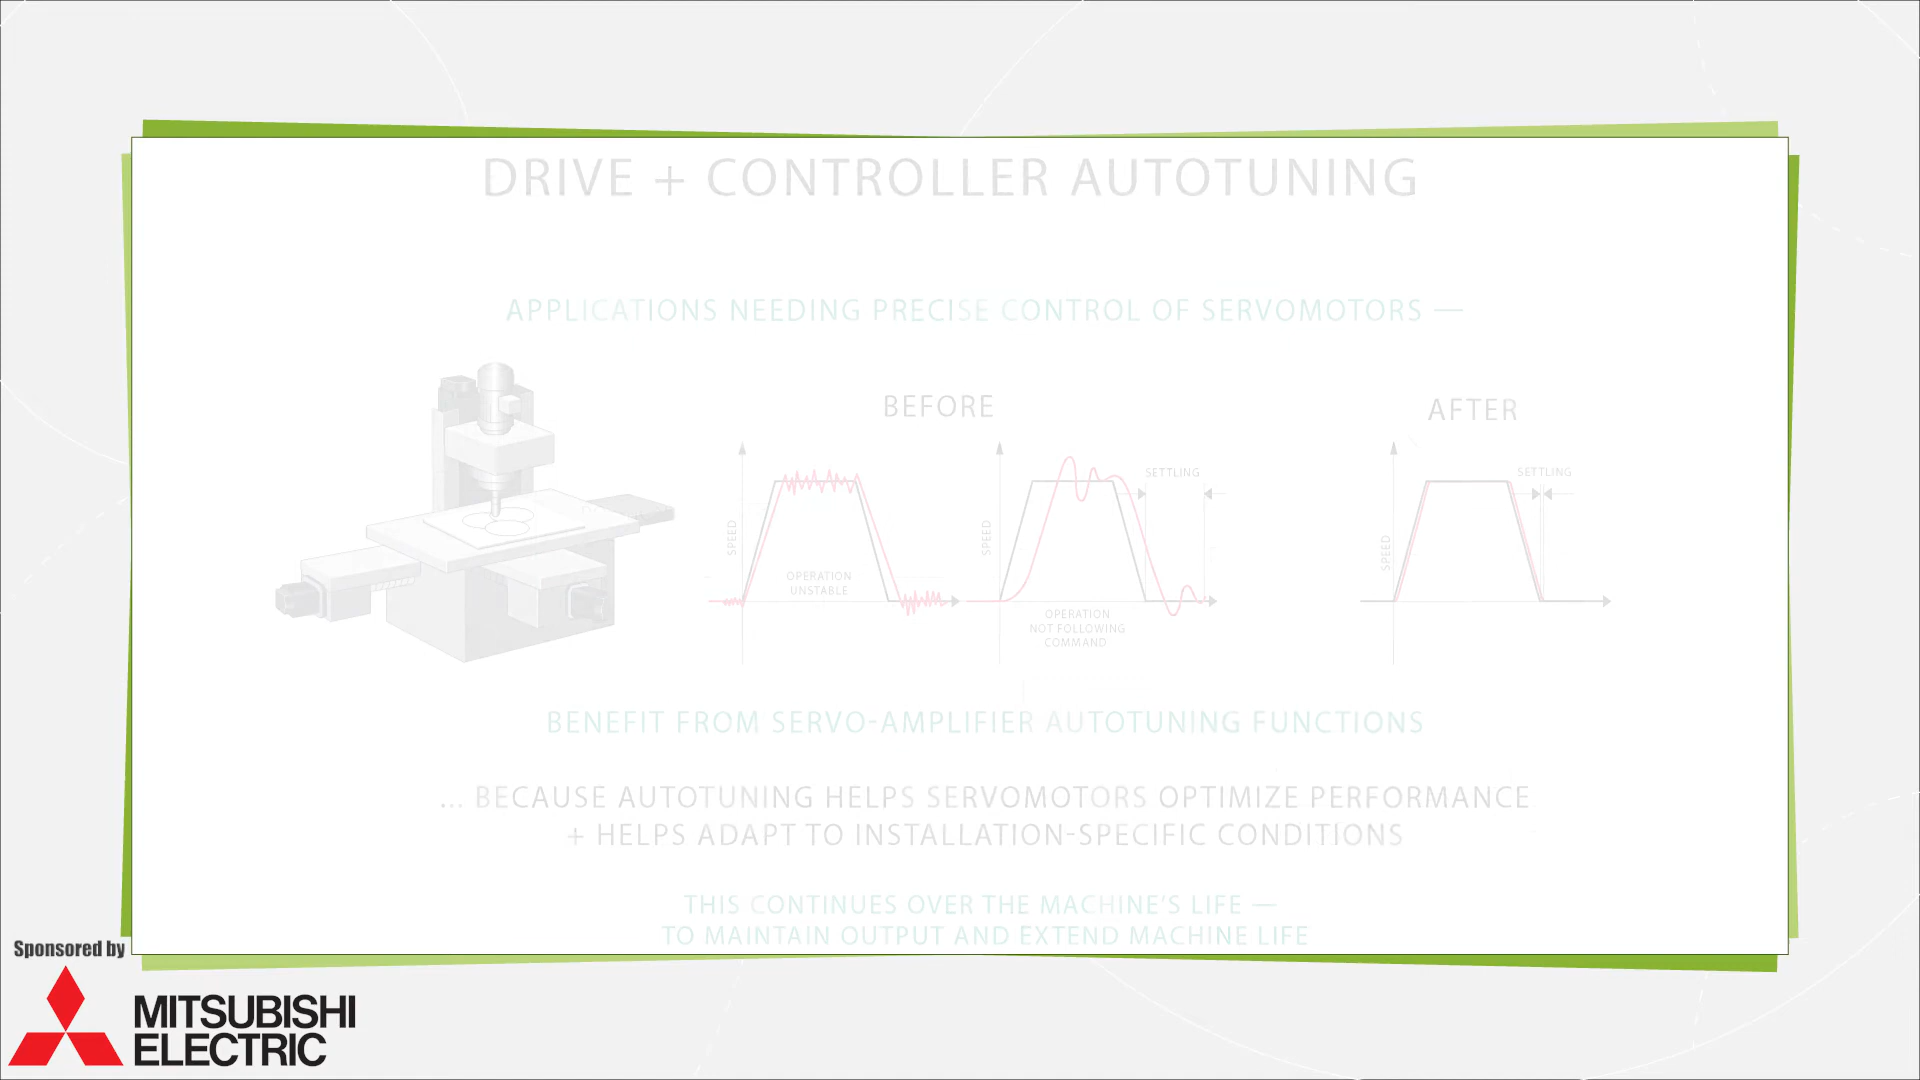 DRIVE + CONTROLLER AUTOTUNING
APPLICATIONS NEEDING PRECISE CONTROL OF SERVOMOTORS —
BEFORE
AFTER
SETTLING
SETTLING
SPEED
SPEED
SPEED
OPERATION
UNSTABLE
OPERATION
NOT FOLLOWING
COMMAND
BENEFIT FROM SERVO-AMPLIFIER AUTOTUNING FUNCTIONS
... BECAUSE AUTOTUNING HELPS SERVOMOTORS OPTIMIZE PERFORMANCE
+ HELPS ADAPT TO INSTALLATION-SPECIFIC CONDITIONS
THIS CONTINUES OVER THE MACHINE'S LIFE —
TO MAINTAIN OUTPUT AND EXTEND MACHINE LIFE
Sponsored by
MITSUBISHI
ELECTRIC